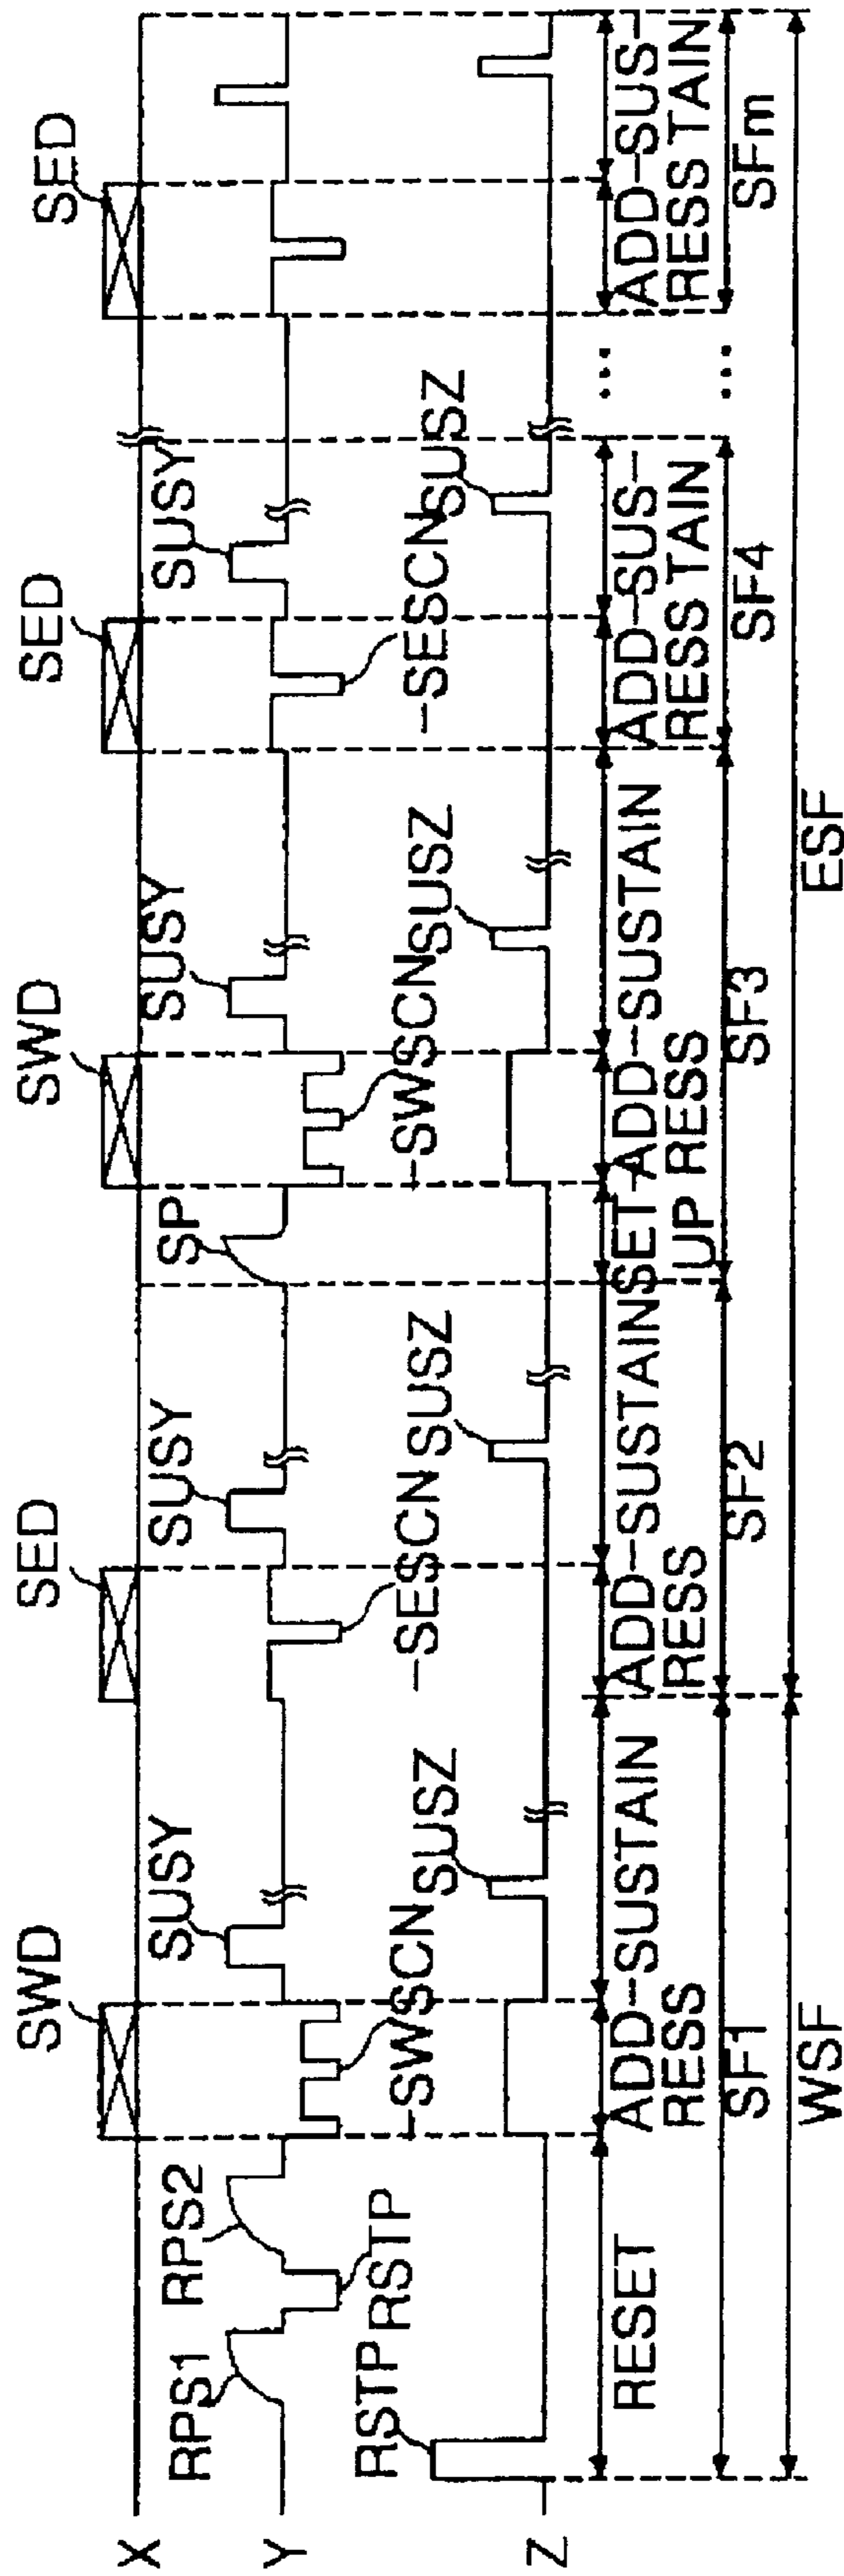 SWD SED SWD SED SED
X
RPS1 RPS2 SUSY SUSY SP SUSY SUSY
Y
RSTP RSTP -SWSCN SUSZ -SESCN SUSZ -SWSCN SUSZ -SESCN SUSZ
Z
RESET ADD- SUSTAIN ADD- SUSTAIN SET- ADD- SUSTAIN ADD- SUS- ... ADD- SUS-
RESS RESS UP RESS RESS TAIN RESS TAIN
SF1 SF2 SF3 SF4 ... SFm
WSF ESF